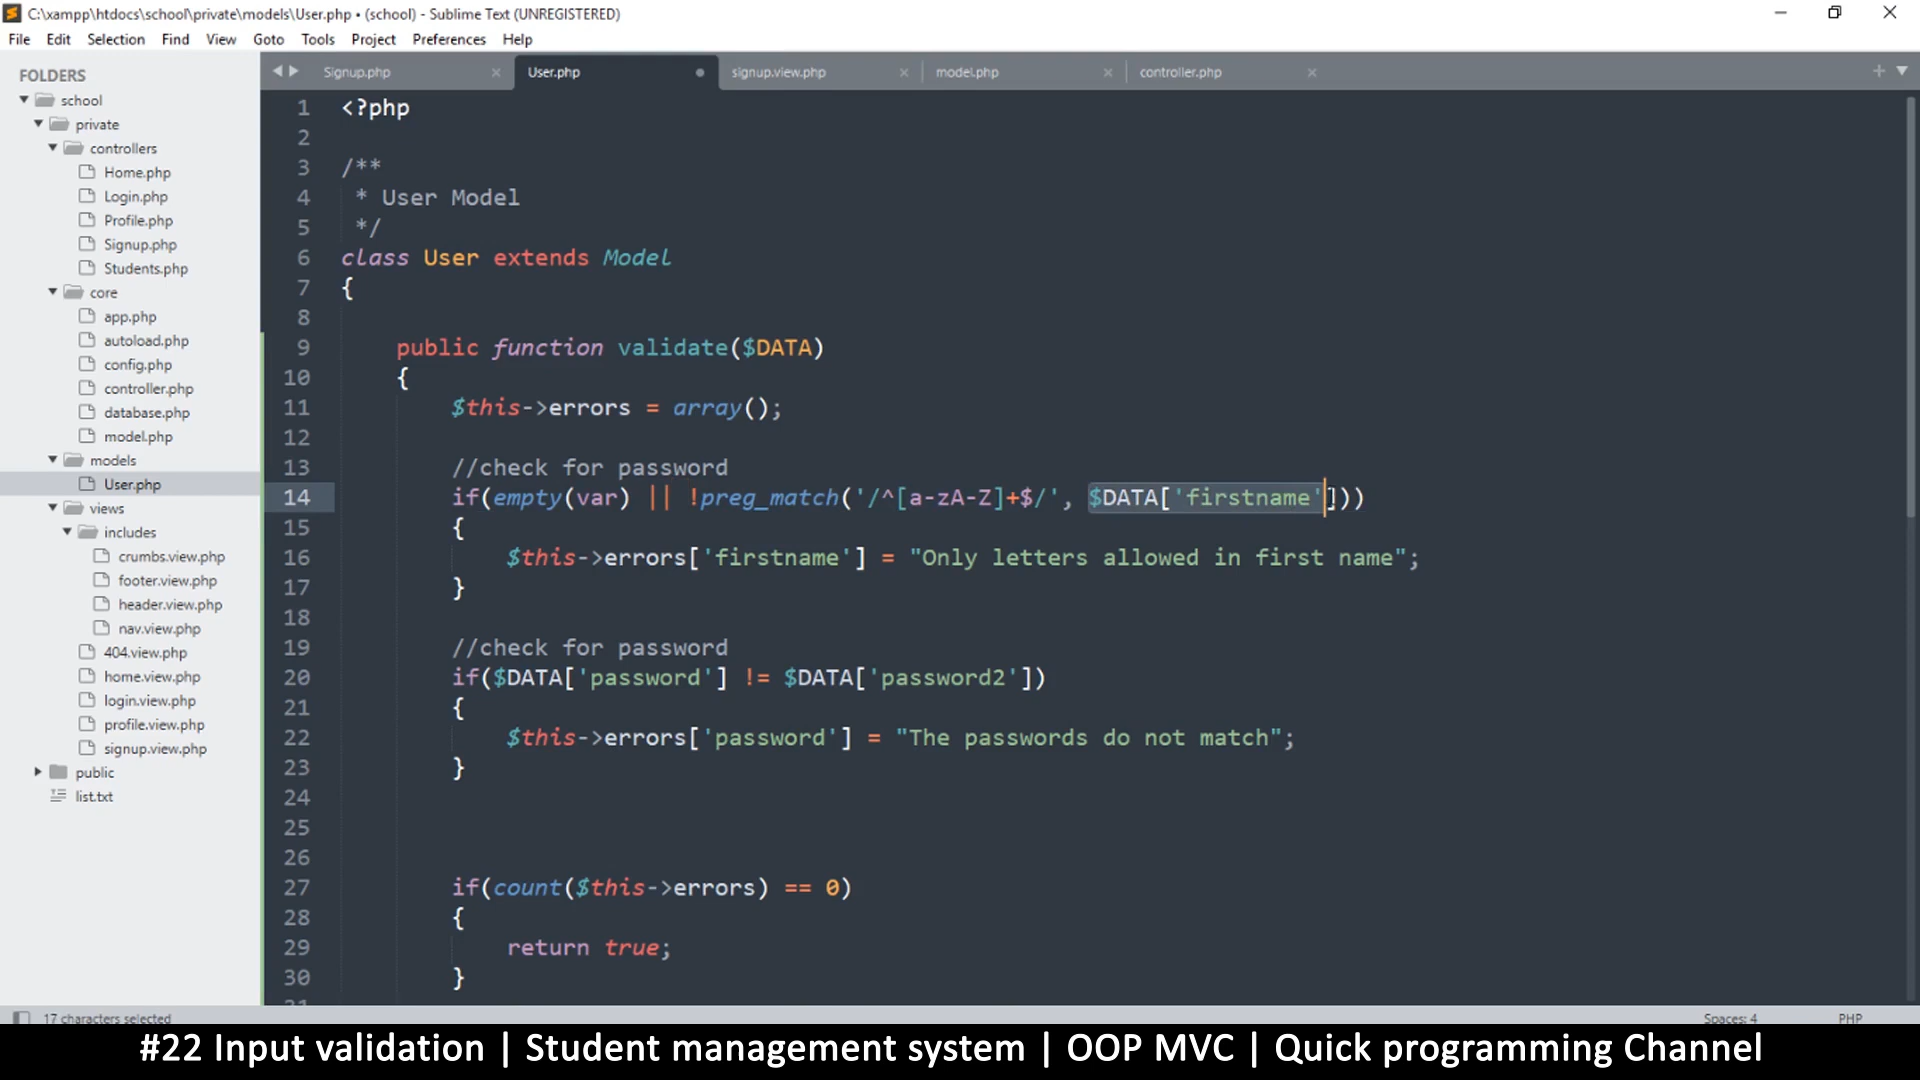 C:\xampp\htdocs\school\private\models\User.php • (school) - Sublime Text (UNREGISTERED)
File Edit Selection Find View Goto Tools Project Preferences Help
FOLDERS
school
private
controllers
Home.php
Login.php
Profile.php
Signup.php
Students.php
core
app.php
autoload.php
config.php
controller.php
database.php
model.php
models
User.php
views
includes
crumbs.view.php
footer.view.php
header.view.php
nav.view.php
404.view.php
home.view.php
login.view.php
profile.view.php
signup.view.php
public
list.txt
Signup.php User.php signup.view.php model.php controller.php
1 <?php
2
3 /**
4 * User Model
5 */
6 class User extends Model
7 {
8
9 public function validate($DATA)
10 {
11 $this->errors = array();
12
13 //check for password
14 if(empty(var) || !preg_match('/^[a-zA-Z]+$/', $DATA['firstname']))
15 {
16 $this->errors['firstname'] = "Only letters allowed in first name";
17 }
18
19 //check for password
20 if($DATA['password'] != $DATA['password2'])
21 {
22 $this->errors['password'] = "The passwords do not match";
23 }
24
25
26
27 if(count($this->errors) == 0)
28 {
29 return true;
30 }
31
17 characters selected Spaces: 4 PHP
#22 Input validation | Student management system | OOP MVC | Quick programming Channel